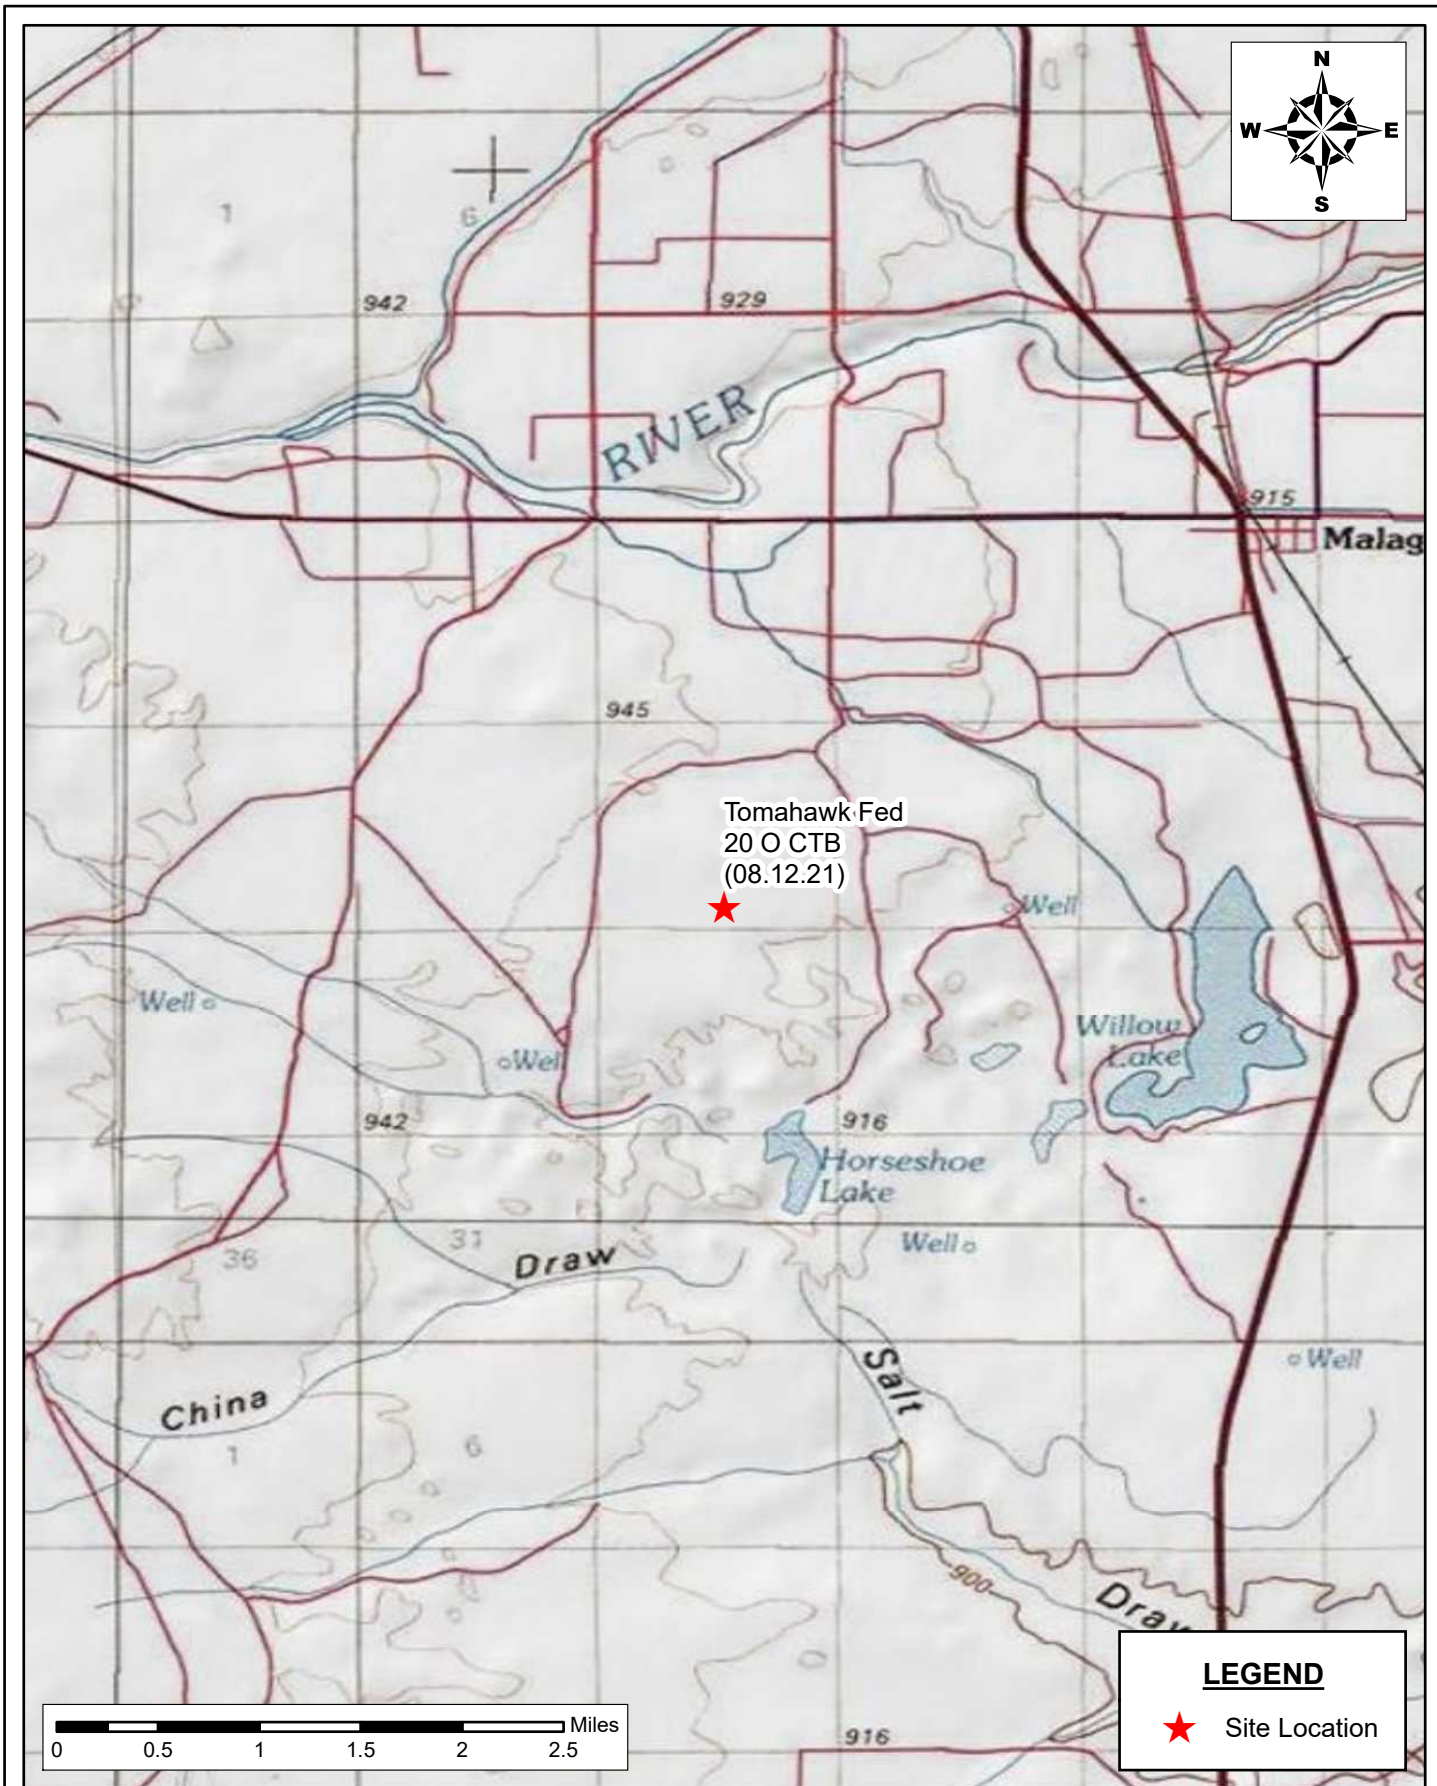 N
W E
S
1
6
942
929
RIVER
915
Malag
945
Tomahawk Fed
20 O CTB
(08.12.21)
Well
Well
Willow
Lake
Wel
942
916
Horseshoe
Lake
Well
36
31
Draw
Salt
Well
China
1
6
900
Draw
LEGEND
Site Location
916
Miles
0 0.5 1 1.5 2 2.5